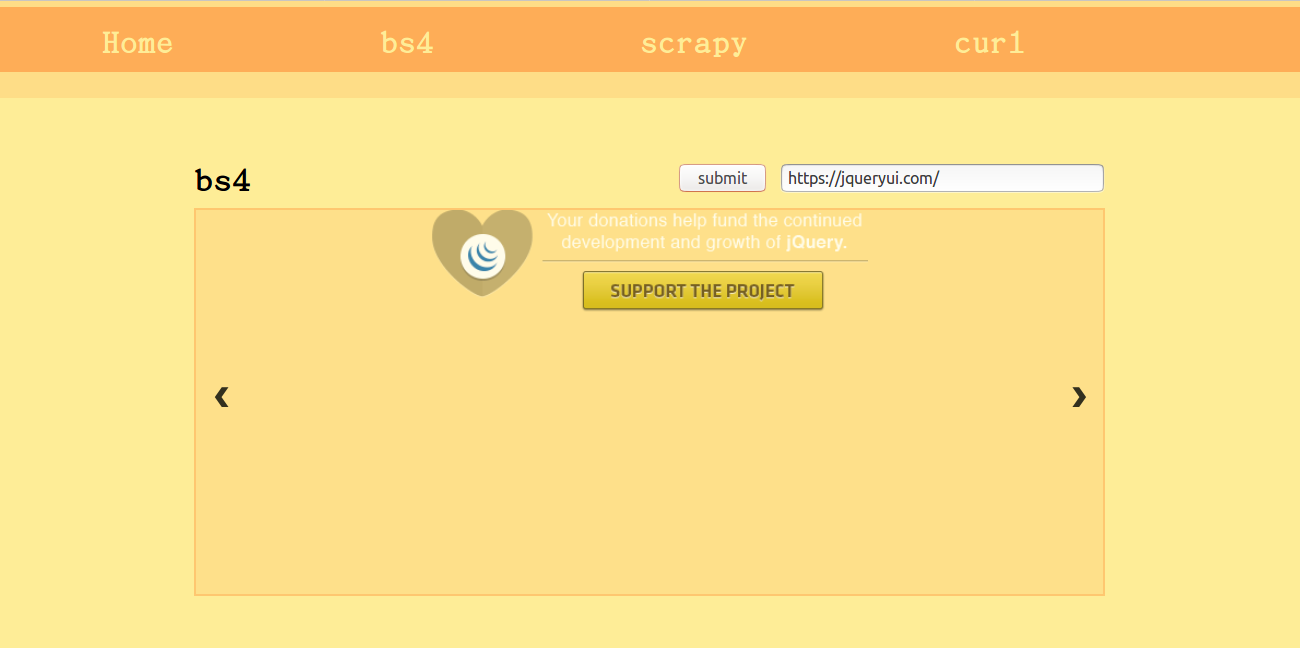 Home bs4 scrapy curl
bs4 submit https://jqueryui.com/
Your donations help fund the continued
development and growth of jQuery.
SUPPORT THE PROJECT
‹ ›